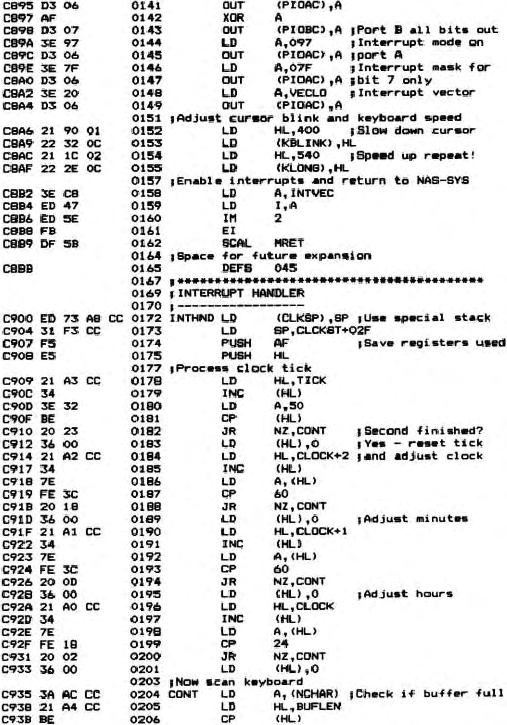 C895 D3 06 0141 OUT (PIOAC),A
C897 AF 0142 XOR A
C898 D3 07 0143 OUT (PIOBC),A ;Port B all bits out
C89A 3E 97 0144 LD A,097 ;Interrupt mode on
C89C D3 06 0145 OUT (PIOAC),A ;port A
C89E 3E 7F 0146 LD A,07F ;Interrupt mask for
C8A0 D3 06 0147 OUT (PIOAC),A ;bit 7 only
C8A2 3E 20 0148 LD A,VECLO ;Interrupt vector
C8A4 D3 06 0149 OUT (PIOAC),A
0151 ;Adjust cursor blink and keyboard speed
C8A6 21 90 01 0152 LD HL,400 ;Slow down cursor
C8A9 22 32 0C 0153 LD (KBLINK),HL
C8AC 21 1C 02 0154 LD HL,540 ;Speed up repeat!
C8AF 22 2E 0C 0155 LD (KLONG),HL
0157 ;Enable interrupts and return to NAS-SYS
C8B2 3E C8 0158 LD A,INTVEC
C8B4 ED 47 0159 LD I,A
C8B6 ED 5E 0160 IM 2
C8B8 FB 0161 EI
C8B9 DF 5B 0162 SCAL MRET
0164 ;Space for future expansion
C8BB 0165 DEFS 045
0167 ;*******************************************
0169 ;INTERRUPT HANDLER
0170 ;------------------
C900 ED 73 A8 CC 0172 INTHND LD (CLKSP),SP ;Use special stack
C904 31 F3 CC 0173 LD SP,CLCKST+02F
C907 F5 0174 PUSH AF ;Save registers used
C908 E5 0175 PUSH HL
0177 ;Process clock tick
C909 21 A3 CC 0178 LD HL,TICK
C90C 34 0179 INC (HL)
C90D 3E 32 0180 LD A,50
C90F BE 0181 CP (HL)
C910 20 23 0182 JR NZ,CONT ;Second finished?
C912 36 00 0183 LD (HL),0 ;Yes - reset tick
C914 21 A2 CC 0184 LD HL,CLOCK+2 ;and adjust clock
C917 34 0185 INC (HL)
C918 7E 0186 LD A,(HL)
C919 FE 3C 0187 CP 60
C91B 20 18 0188 JR NZ,CONT
C91D 36 00 0189 LD (HL),0 ;Adjust minutes
C91F 21 A1 CC 0190 LD HL,CLOCK+1
C922 34 0191 INC (HL)
C923 7E 0192 LD A,(HL)
C924 FE 3C 0193 CP 60
C926 20 0D 0194 JR NZ,CONT
C928 36 00 0195 LD (HL),0 ;Adjust hours
C92A 21 A0 CC 0196 LD HL,CLOCK
C92D 34 0197 INC (HL)
C92E 7E 0198 LD A,(HL)
C92F FE 18 0199 CP 24
C931 20 02 0200 JR NZ,CONT
C933 36 00 0201 LD (HL),0
0203 ;Now scan keyboard
C935 3A AC CC 0204 CONT LD A,(NCHAR) ;Check if buffer full
C938 21 A4 CC 0205 LD HL,BUFLEN
C93B BE 0206 CP (HL)